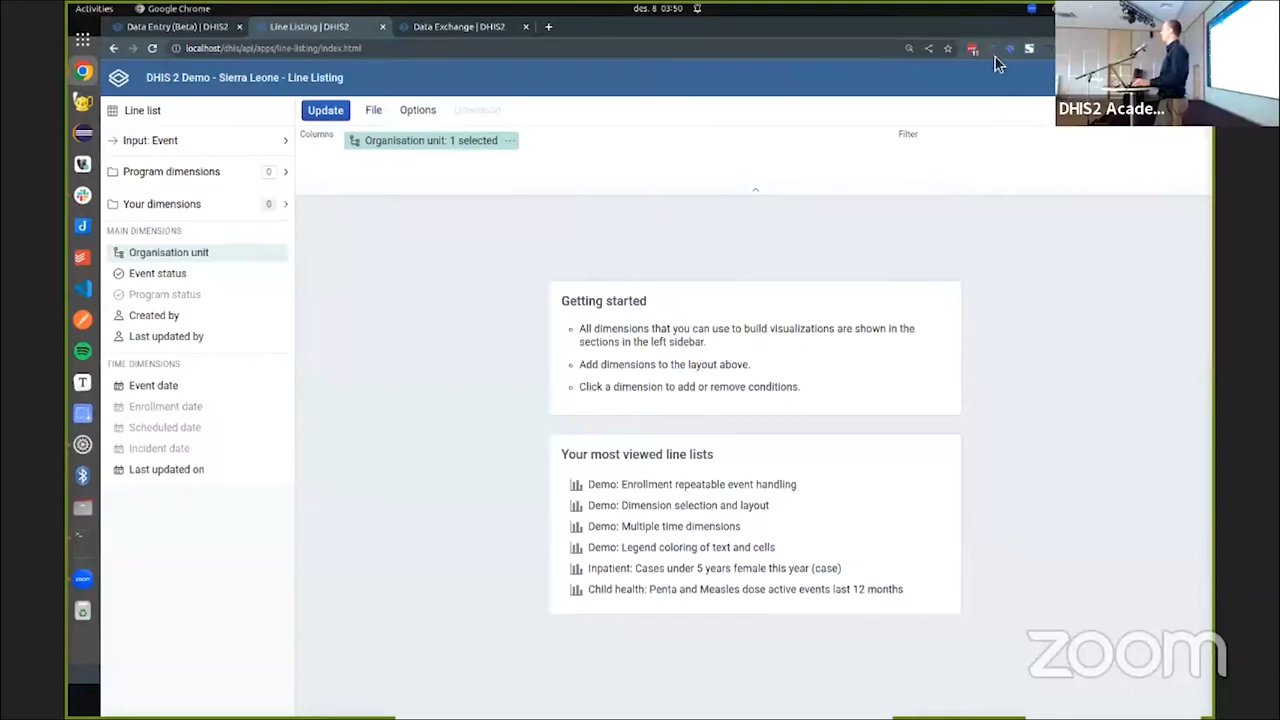 Activities
Google Chrome
des. 8 03:50
Data Entry (Beta) | DHIS2
Line Listing | DHIS2
Data Exchange | DHIS2
localhost/dhis/api/apps/line-listing/index.html
DHIS 2 Demo - Sierra Leone - Line Listing
DHIS2 Acade...
Line list
Update
File
Options
Download
Columns
Organisation unit: 1 selected
Filter
Input: Event
Program dimensions
0
Your dimensions
0
MAIN DIMENSIONS
Organisation unit
Event status
Program status
Created by
Last updated by
TIME DIMENSIONS
Event date
Enrollment date
Scheduled date
Incident date
Last updated on
Getting started
All dimensions that you can use to build visualizations are shown in the
sections in the left sidebar.
Add dimensions to the layout above.
Click a dimension to add or remove conditions.
Your most viewed line lists
Demo: Enrollment repeatable event handling
Demo: Dimension selection and layout
Demo: Multiple time dimensions
Demo: Legend coloring of text and cells
Inpatient: Cases under 5 years female this year (case)
Child health: Penta and Measles dose active events last 12 months
zoom
zoom